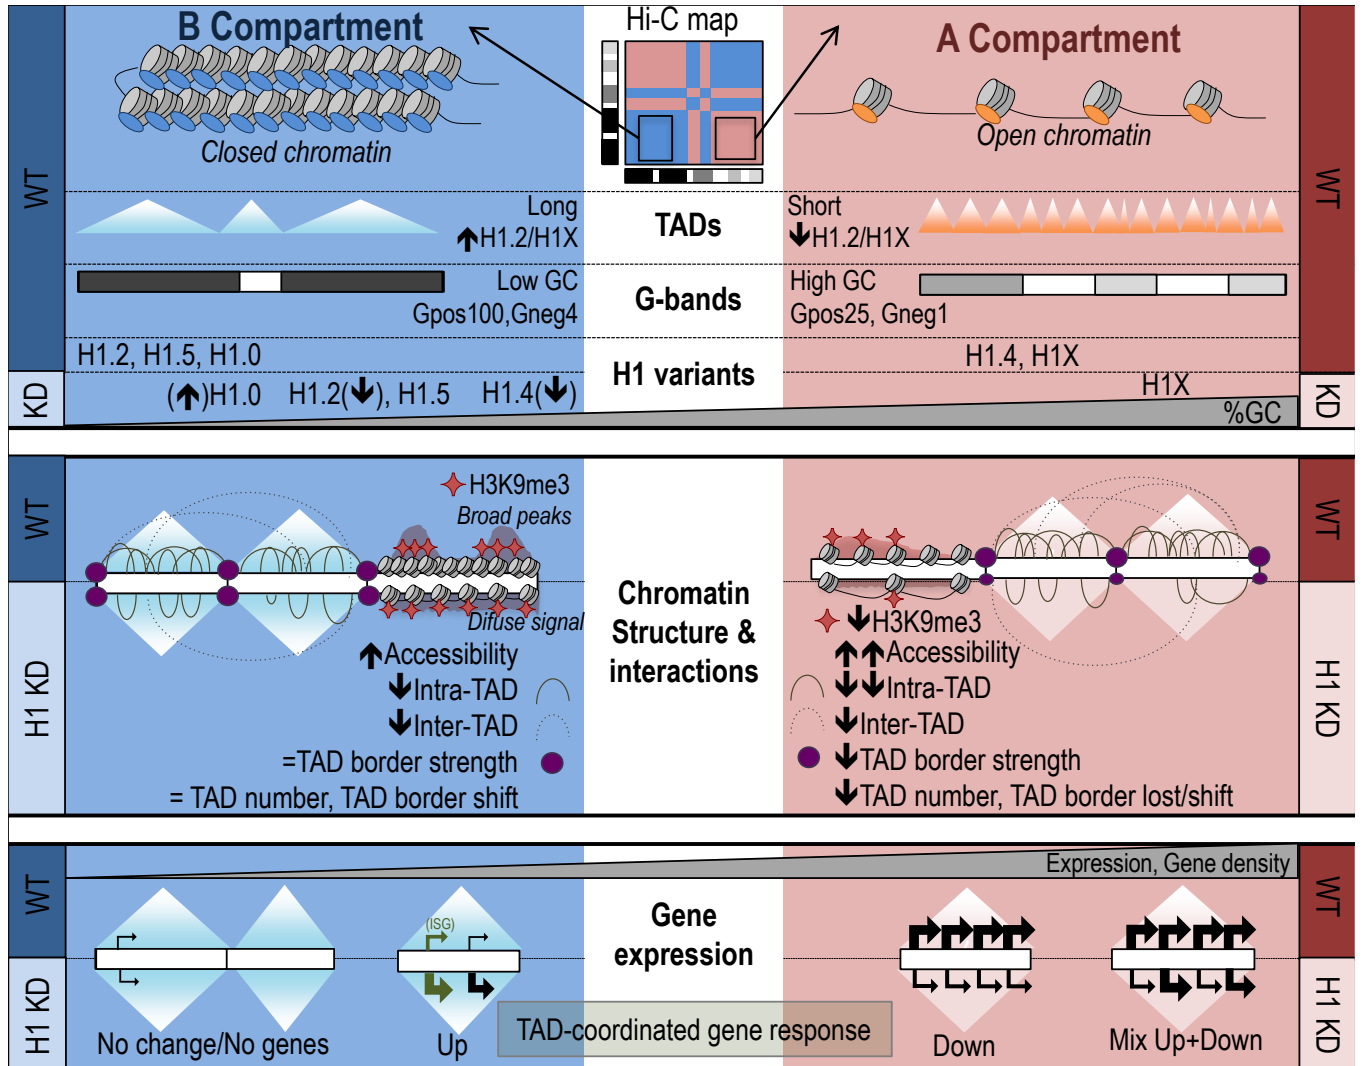 B Compartment
Hi-C map
A Compartment
Closed chromatin
Open chromatin
WT
WT
Long
↑H1.2/H1X
TADs
Short
↓H1.2/H1X
Low GC
Gpos100,Gneg4
G-bands
High GC
Gpos25, Gneg1
H1.2, H1.5, H1.0
H1 variants
H1.4, H1X
KD
(↑)H1.0 H1.2(↓), H1.5 H1.4(↓)
H1X
KD
%GC
WT
H3K9me3
Broad peaks
WT
H1 KD
Difuse signal
Chromatin
Structure &
interactions
H1 KD
↑Accessibility
↓Intra-TAD
↓Inter-TAD
=TAD border strength
= TAD number, TAD border shift
↓H3K9me3
↑↑Accessibility
↓↓Intra-TAD
↓Inter-TAD
↓TAD border strength
↓TAD number, TAD border lost/shift
Expression, Gene density
WT
(ISG)
Gene
expression
WT
H1 KD
H1 KD
No change/No genes
Up
TAD-coordinated gene response
Down
Mix Up+Down